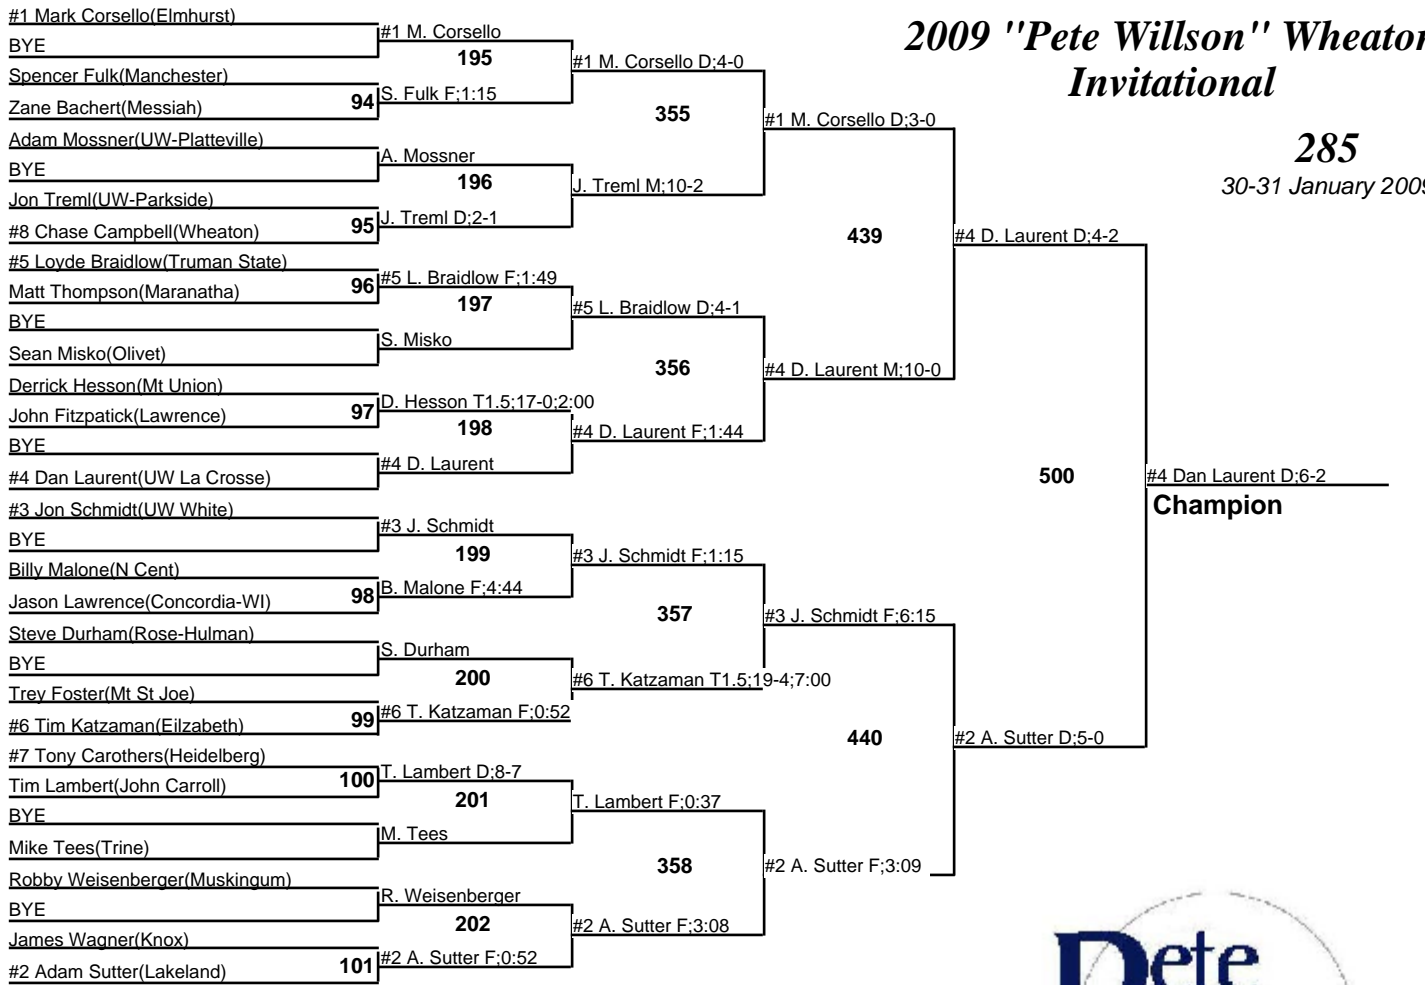 2009 "Pete Willson" Wheaton
Invitational
285
30-31 January 2009
#1 Mark Corsello(Elmhurst)
BYE
Spencer Fulk(Manchester)
Zane Bachert(Messiah)
Adam Mossner(UW-Platteville)
BYE
Jon Treml(UW-Parkside)
#8 Chase Campbell(Wheaton)
#5 Loyde Braidlow(Truman State)
Matt Thompson(Maranatha)
BYE
Sean Misko(Olivet)
Derrick Hesson(Mt Union)
John Fitzpatick(Lawrence)
BYE
#4 Dan Laurent(UW La Crosse)
#3 Jon Schmidt(UW White)
BYE
Billy Malone(N Cent)
Jason Lawrence(Concordia-WI)
Steve Durham(Rose-Hulman)
BYE
Trey Foster(Mt St Joe)
#6 Tim Katzaman(Eilzabeth)
#7 Tony Carothers(Heidelberg)
Tim Lambert(John Carroll)
BYE
Mike Tees(Trine)
Robby Weisenberger(Muskingum)
BYE
James Wagner(Knox)
#2 Adam Sutter(Lakeland)
94
95
96
97
98
99
100
101
#1 M. Corsello
195
S. Fulk F;1:15
A. Mossner
196
J. Treml D;2-1
#5 L. Braidlow F;1:49
197
S. Misko
D. Hesson T1.5;17-0;2:00
198
#4 D. Laurent
#3 J. Schmidt
199
B. Malone F;4:44
S. Durham
200
#6 T. Katzaman F;0:52
T. Lambert D;8-7
201
M. Tees
R. Weisenberger
202
#2 A. Sutter F;0:52
#1 M. Corsello D;4-0
355
J. Treml M;10-2
#5 L. Braidlow D;4-1
356
#4 D. Laurent F;1:44
#3 J. Schmidt F;1:15
357
#6 T. Katzaman T1.5;19-4;7:00
T. Lambert F;0:37
358
#2 A. Sutter F;3:08
#1 M. Corsello D;3-0
439
#4 D. Laurent M;10-0
#3 J. Schmidt F;6:15
440
#2 A. Sutter F;3:09
#4 D. Laurent D;4-2
500
#2 A. Sutter D;5-0
#4 Dan Laurent D;6-2
Champion
Pete